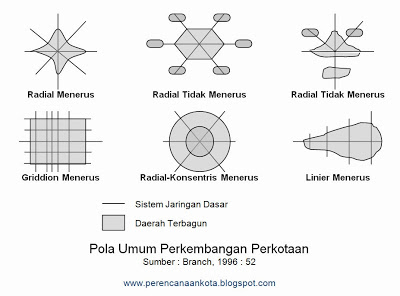 Radial Menerus
Radial Tidak Menerus
Radial Tidak Menerus
Griddion Menerus
Radial-Konsentris Menerus
Linier Menerus
Sistem Jaringan Dasar
Daerah Terbagun
Pola Umum Perkembangan Perkotaan
Sumber : Branch, 1996 : 52
www.perencanaankota.blogspot.com